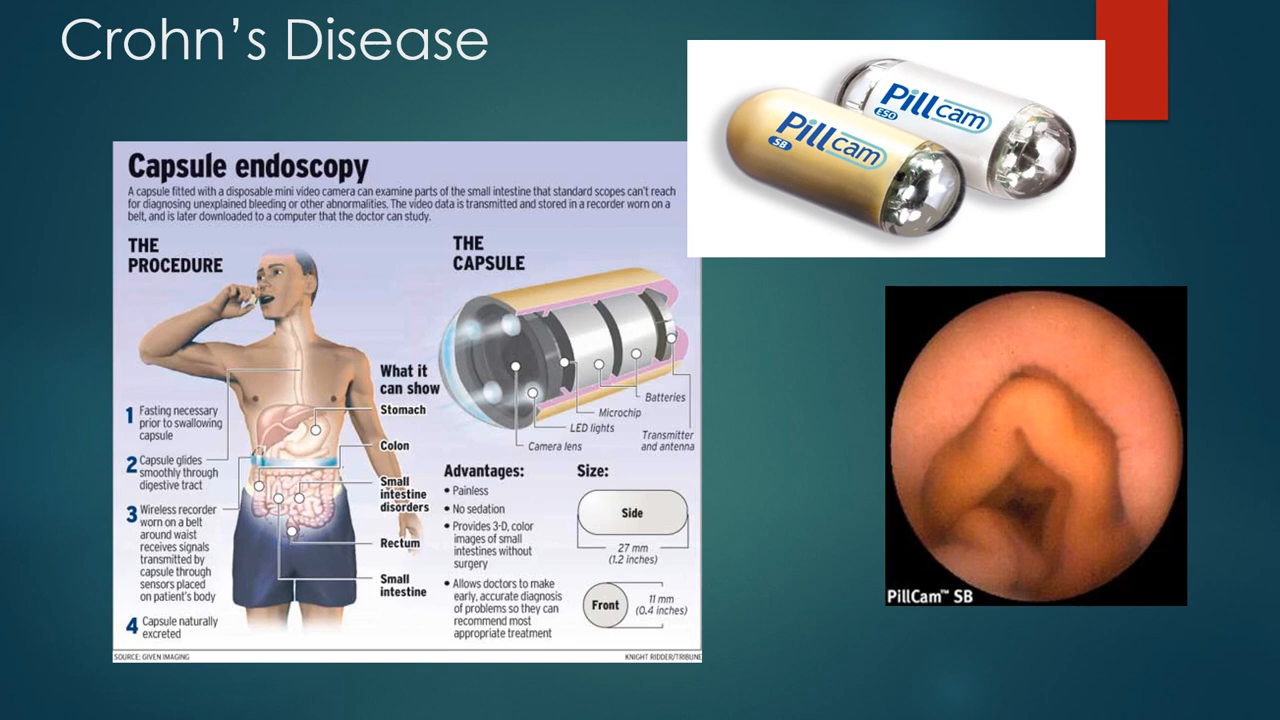 Crohn's Disease
Pillcam
ESO
Pillcam
SB
Capsule endoscopy
A capsule fitted with a disposable mini video camera can examine parts of the small intestine that standard scopes can't reach
for diagnosing unexplained bleeding or other abnormalities. The video data is transmitted and stored in a recorder worn on a
belt, and is later downloaded to a computer that the doctor can study.
THE
PROCEDURE
1 Fasting necessary
prior to swallowing
capsule
2 Capsule glides
smoothly through
digestive tract
3 Wireless recorder
worn on a belt
around waist
receives signals
transmitted by
capsule through
sensors placed
on patient's body
4 Capsule naturally
excreted
What it
can show
Stomach
Colon
Small
intestine
disorders
Rectum
Small
intestine
THE
CAPSULE
Batteries
Microchip
LED lights
Camera lens
Transmitter
and antenna
Advantages:
• Painless
• No sedation
• Provides 3-D, color
images of small
intestines without
surgery
• Allows doctors to make
early, accurate diagnosis
of problems so they can
recommend most
appropriate treatment
Size:
Side
27 mm
(1.2 inches)
Front
11 mm
(0.4 inches)
SOURCE: GIVEN IMAGING
KNIGHT RIDDER/TRIBUNE
PillCam™ SB